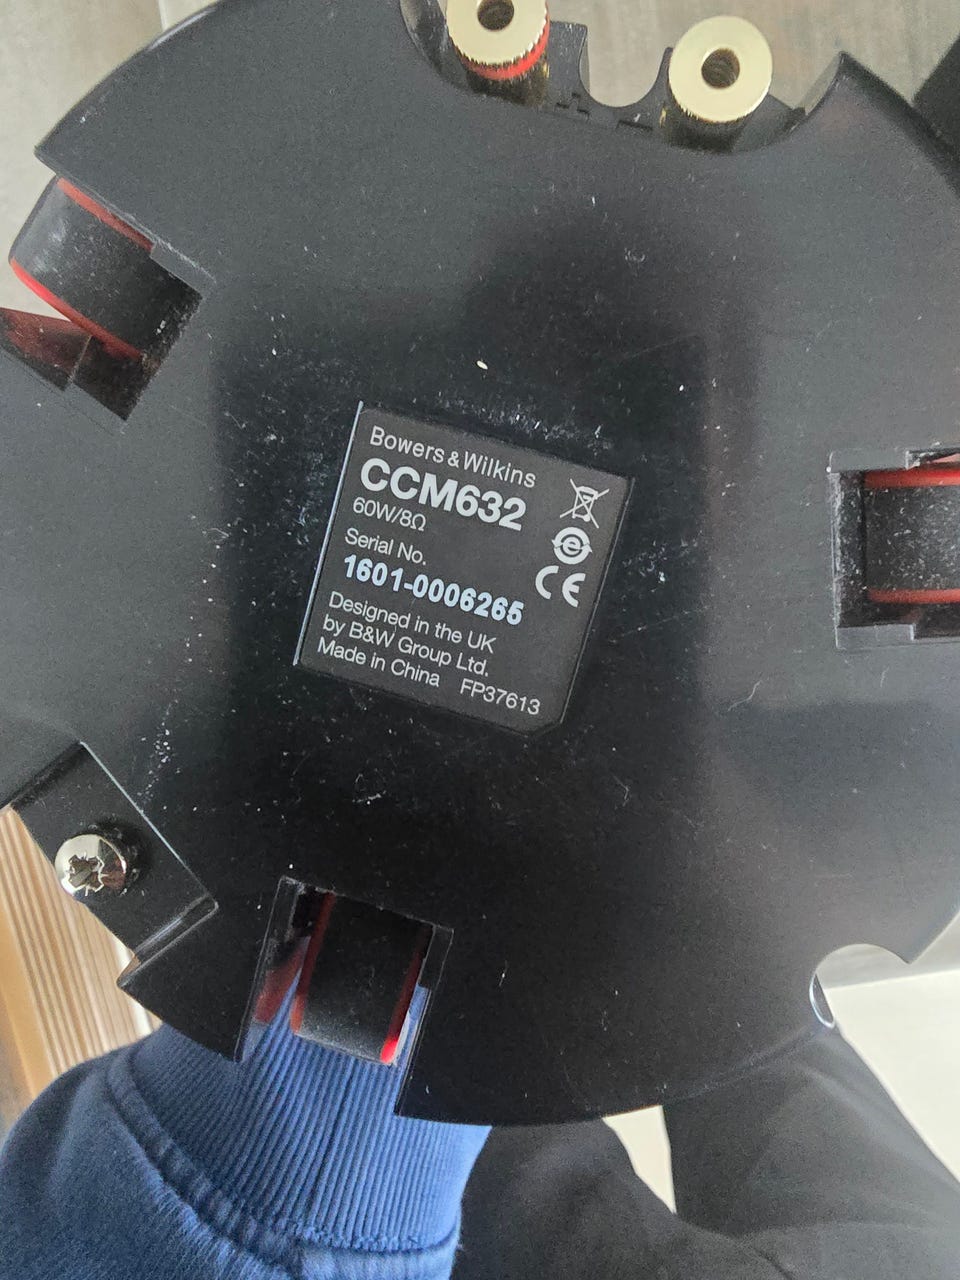 + −
Bowers & Wilkins
CCM632
60W/8Ω
Serial No.
1601-0006265
CE
Designed in the UK
by B&W Group Ltd.
Made in China FP37613